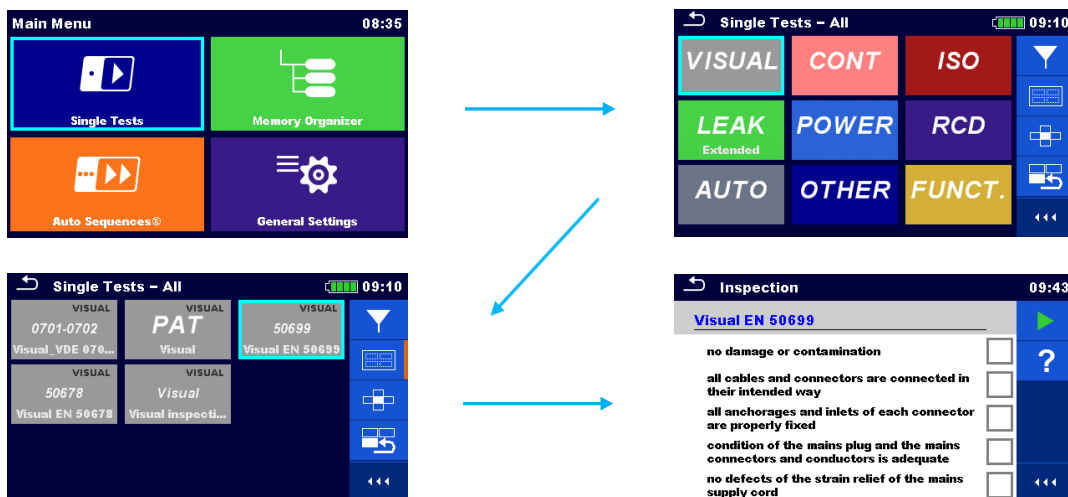 Main Menu 08:35
Single Tests
Memory Organizer
Auto Sequences®
General Settings
Single Tests – All 09:10
VISUAL CONT ISO
LEAK POWER RCD
Extended
AUTO OTHER FUNCT.
Single Tests – All 09:10
VISUAL VISUAL VISUAL
0701-0702 PAT 50699
Visual_VDE 070... Visual Visual EN 50699
VISUAL VISUAL
50678 Visual
Visual EN 50678 Visual inspecti...
Inspection 09:43
Visual EN 50699
?
no damage or contamination
all cables and connectors are connected in
their intended way
all anchorages and inlets of each connector
are properly fixed
condition of the mains plug and the mains
connectors and conductors is adequate
no defects of the strain relief of the mains
supply cord